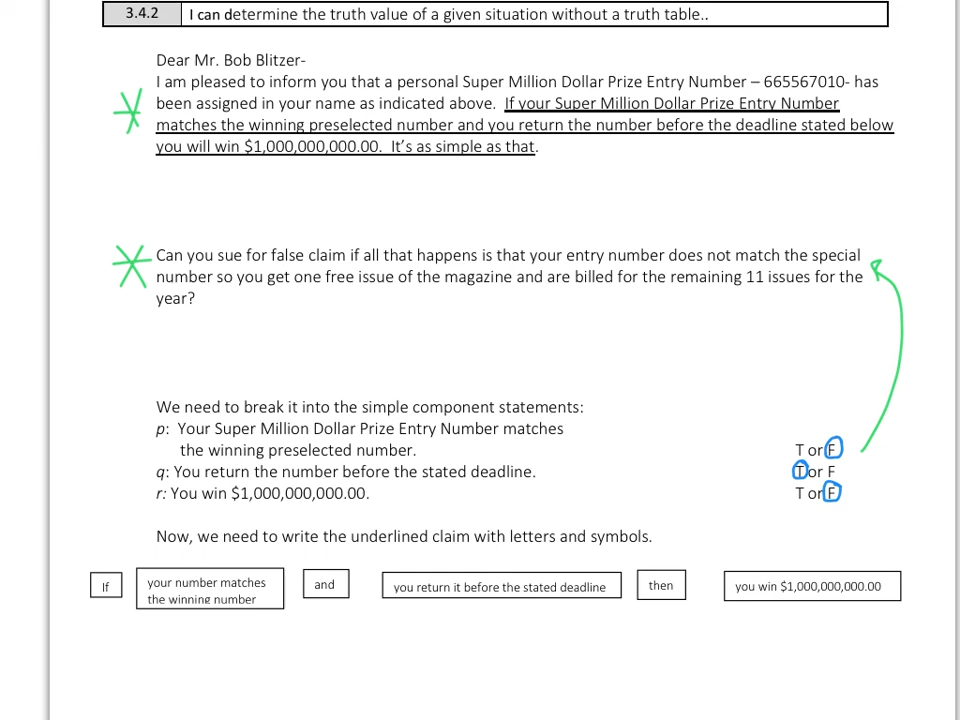 3.4.2 I can determine the truth value of a given situation without a truth table..
Dear Mr. Bob Blitzer-
I am pleased to inform you that a personal Super Million Dollar Prize Entry Number – 665567010- has
been assigned in your name as indicated above. If your Super Million Dollar Prize Entry Number
matches the winning preselected number and you return the number before the deadline stated below
you will win $1,000,000,000.00. It's as simple as that.
Can you sue for false claim if all that happens is that your entry number does not match the special
number so you get one free issue of the magazine and are billed for the remaining 11 issues for the
year?
We need to break it into the simple component statements:
p: Your Super Million Dollar Prize Entry Number matches
the winning preselected number. T or F
q: You return the number before the stated deadline. T or F
r: You win $1,000,000,000.00. T or F
Now, we need to write the underlined claim with letters and symbols.
If your number matches and you return it before the stated deadline then you win $1,000,000,000.00
the winning number